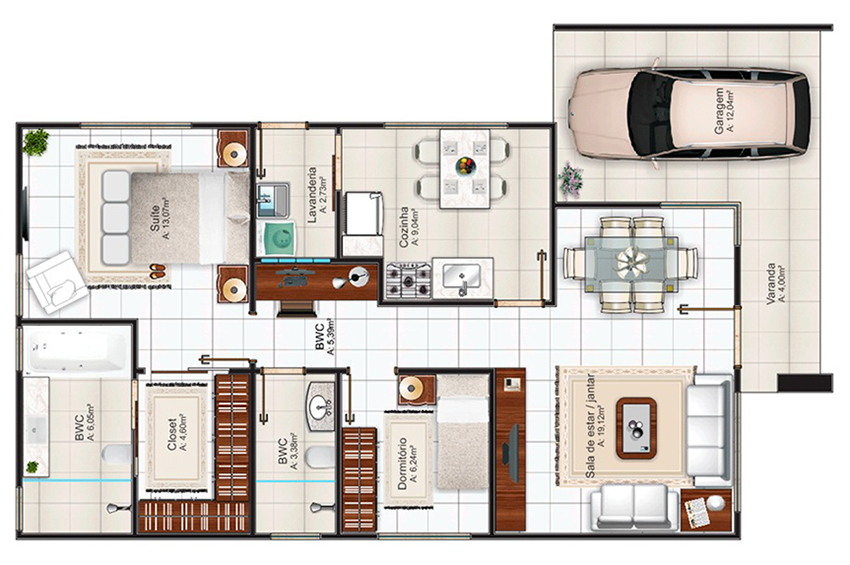 Garagem
A: 12,04m²
Suíte
A: 13,07m²
Lavanderia
A: 2,73m²
Cozinha
A: 9,04m²
Varanda
A: 4,00m²
BWC
A: 5,39m²
BWC
A: 6,05m²
Closet
A: 4,60m²
BWC
A: 3,38m²
Dormitório
A: 6,24m²
Sala de estar / jantar
A: 19,12m²